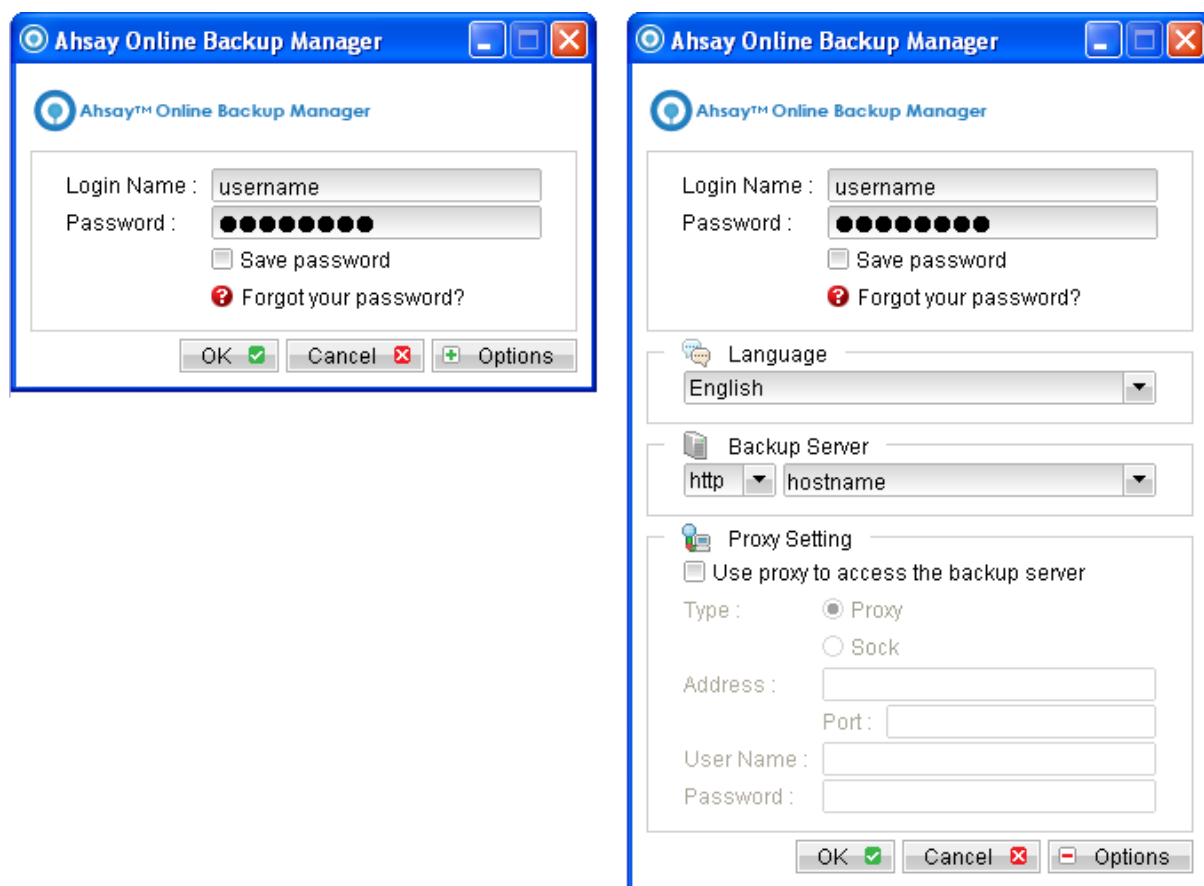 Ahsay Online Backup Manager
Ahsay™ Online Backup Manager
Login Name : username
Password : ●●●●●●●●
Save password
Forgot your password?
OK Cancel Options
Ahsay Online Backup Manager
Ahsay™ Online Backup Manager
Login Name : username
Password : ●●●●●●●●
Save password
Forgot your password?
Language
English
Backup Server
http hostname
Proxy Setting
Use proxy to access the backup server
Type : Proxy
Sock
Address :
Port :
User Name :
Password :
OK Cancel Options